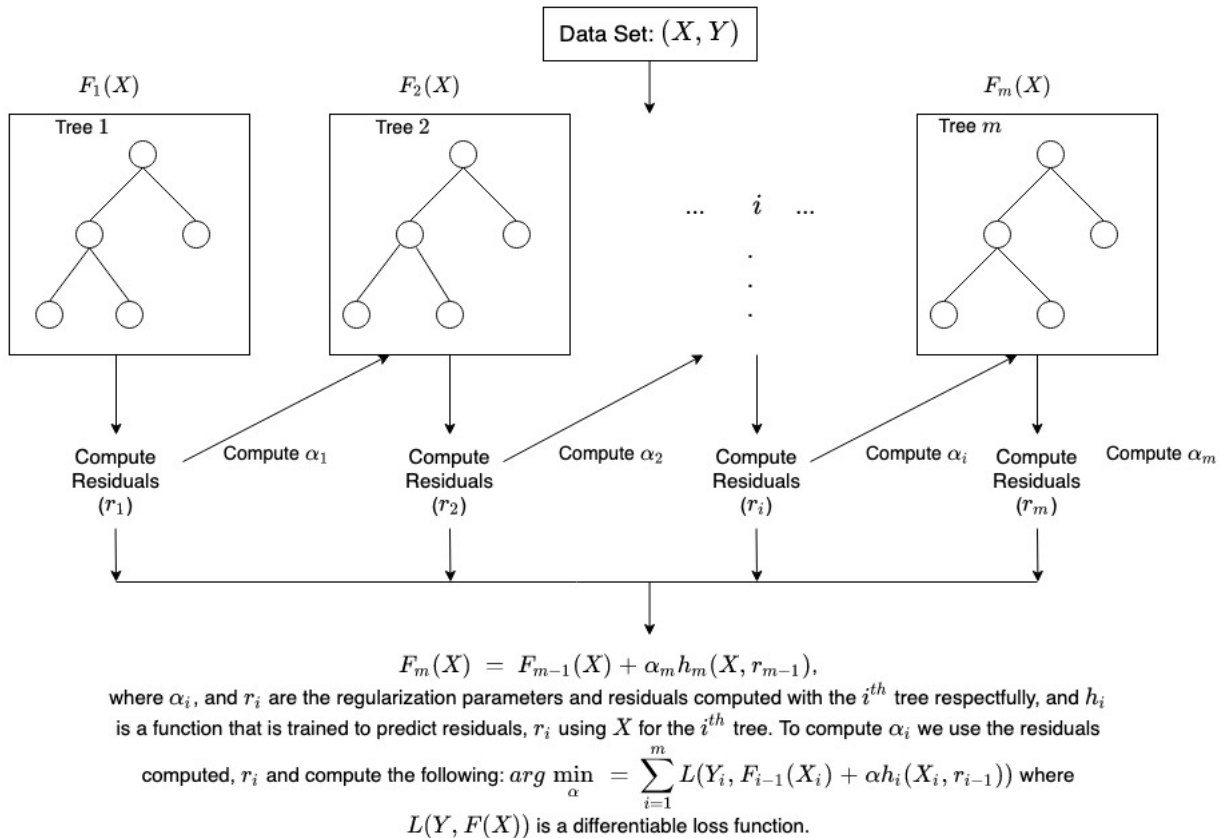 Data Set: (X, Y)
F₁(X) F₂(X) Fₘ(X)
Tree 1 Tree 2 Tree m
... i ...
.
.
.
Compute Residuals (r₁)
Compute α₁
Compute Residuals (r₂)
Compute α₂
Compute Residuals (rᵢ)
Compute αᵢ
Compute Residuals (rₘ)
Compute αₘ
Fₘ(X) = Fₘ₋₁(X) + αₘhₘ(X, rₘ₋₁),
where αᵢ, and rᵢ are the regularization parameters and residuals computed with the iᵗʰ tree respectfully, and hᵢ
is a function that is trained to predict residuals, rᵢ using X for the iᵗʰ tree. To compute αᵢ we use the residuals
computed, rᵢ and compute the following: arg min_α = ∑_{i=1}^{m} L(Yᵢ, Fᵢ₋₁(Xᵢ) + αhᵢ(Xᵢ, rᵢ₋₁)) where
L(Y, F(X)) is a differentiable loss function.